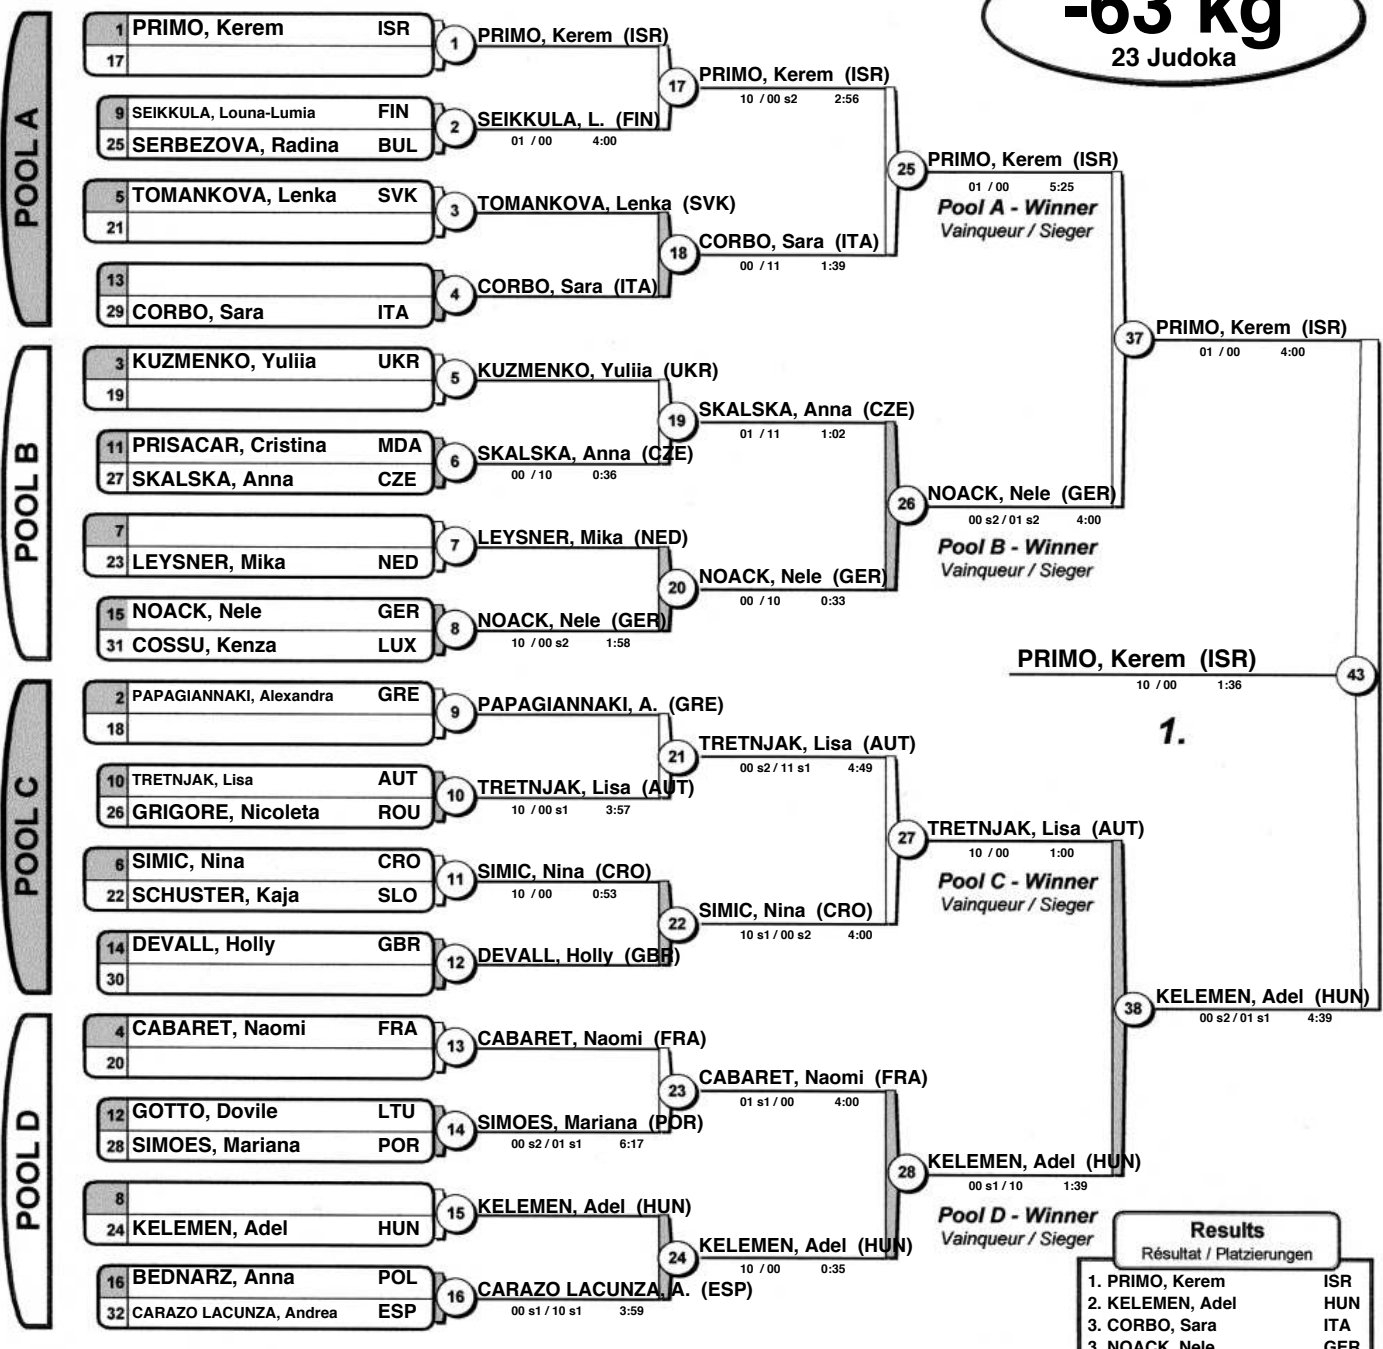 -63 kg
23 Judoka
POOL A
1 PRIMO, Kerem ISR
17
9 SEIKKULA, Louna-Lumia FIN
25 SERBEZOVA, Radina BUL
5 TOMANKOVA, Lenka SVK
21
13
29 CORBO, Sara ITA
POOL B
3 KUZMENKO, Yuliia UKR
19
11 PRISACAR, Cristina MDA
27 SKALSKA, Anna CZE
7
23 LEYSNER, Mika NED
15 NOACK, Nele GER
31 COSSU, Kenza LUX
POOL C
2 PAPAGIANNAKI, Alexandra GRE
18
10 TRETNJAK, Lisa AUT
26 GRIGORE, Nicoleta ROU
6 SIMIC, Nina CRO
22 SCHUSTER, Kaja SLO
14 DEVALL, Holly GBR
30
POOL D
4 CABARET, Naomi FRA
20
12 GOTTO, Dovile LTU
28 SIMOES, Mariana POR
8
24 KELEMEN, Adel HUN
16 BEDNARZ, Anna POL
32 CARAZO LACUNZA, Andrea ESP
1 PRIMO, Kerem (ISR)
2 SEIKKULA, L. (FIN)
01 / 00 4:00
3 TOMANKOVA, Lenka (SVK)
4 CORBO, Sara (ITA)
5 KUZMENKO, Yuliia (UKR)
6 SKALSKA, Anna (CZE)
00 / 10 0:36
7 LEYSNER, Mika (NED)
8 NOACK, Nele (GER)
10 / 00 s2 1:58
9 PAPAGIANNAKI, A. (GRE)
10 TRETNJAK, Lisa (AUT)
10 / 00 s1 3:57
11 SIMIC, Nina (CRO)
10 / 00 0:53
12 DEVALL, Holly (GBR)
13 CABARET, Naomi (FRA)
14 SIMOES, Mariana (POR)
00 s2 / 01 s1 6:17
15 KELEMEN, Adel (HUN)
16 CARAZO LACUNZA, A. (ESP)
00 s1 / 10 s1 3:59
17 PRIMO, Kerem (ISR)
10 / 00 s2 2:56
18 CORBO, Sara (ITA)
00 / 11 1:39
19 SKALSKA, Anna (CZE)
01 / 11 1:02
20 NOACK, Nele (GER)
00 / 10 0:33
21 TRETNJAK, Lisa (AUT)
00 s2 / 11 s1 4:49
22 SIMIC, Nina (CRO)
10 s1 / 00 s2 4:00
23 CABARET, Naomi (FRA)
01 s1 / 00 4:00
24 KELEMEN, Adel (HUN)
10 / 00 0:35
25 PRIMO, Kerem (ISR)
01 / 00 5:25
Pool A - Winner
Vainqueur / Sieger
26 NOACK, Nele (GER)
00 s2 / 01 s2 4:00
Pool B - Winner
Vainqueur / Sieger
27 TRETNJAK, Lisa (AUT)
10 / 00 1:00
Pool C - Winner
Vainqueur / Sieger
28 KELEMEN, Adel (HUN)
00 s1 / 10 1:39
Pool D - Winner
Vainqueur / Sieger
37 PRIMO, Kerem (ISR)
01 / 00 4:00
38 KELEMEN, Adel (HUN)
00 s2 / 01 s1 4:39
PRIMO, Kerem (ISR) 43
10 / 00 1:36
1.
Results
Résultat / Platzierungen
1. PRIMO, Kerem ISR
2. KELEMEN, Adel HUN
3. CORBO, Sara ITA
3. NOACK, Nele GER